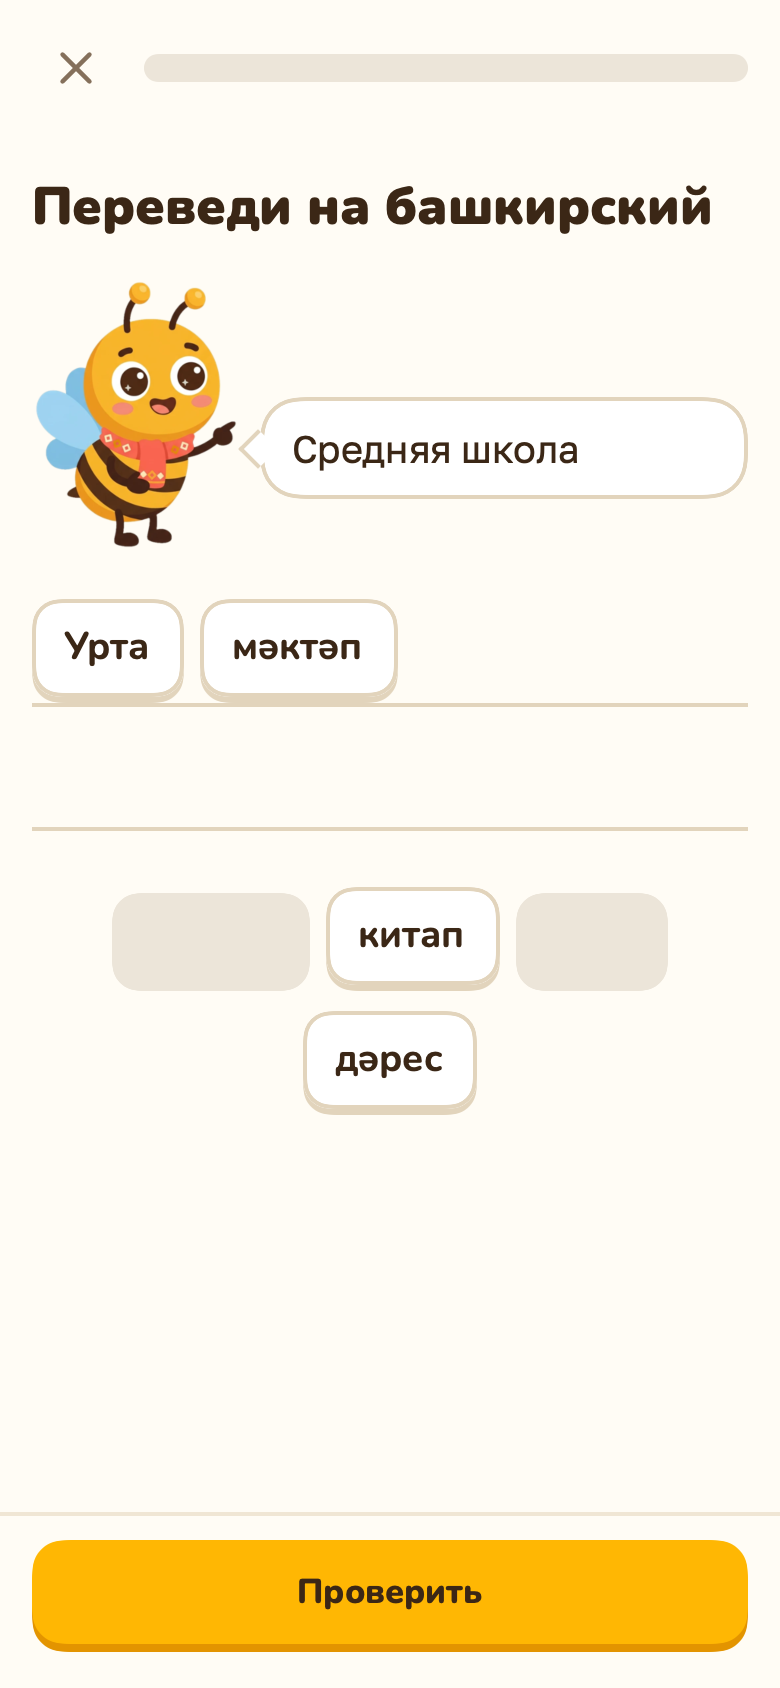 Переведи на башкирский
Средняя школа
Урта мәктәп
китап
дәрес
Проверить